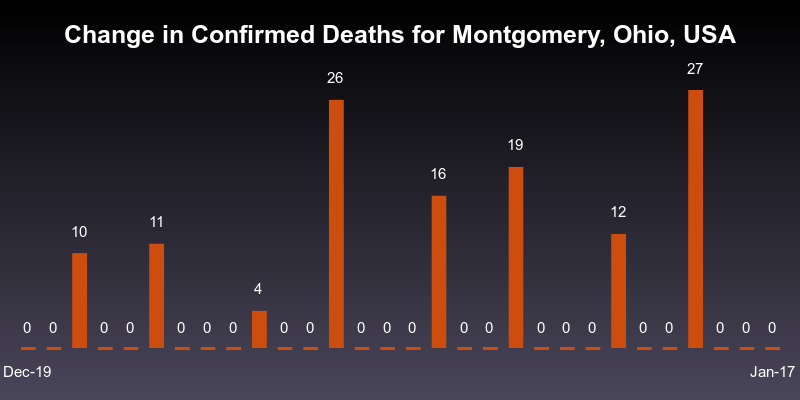 Change in Confirmed Deaths for Montgomery, Ohio, USA
0 0 10 0 0 11 0 0 0 4 0 0 26 0 0 0 16 0 0 19 0 0 0 12 0 0 27 0 0 0
Dec-19 Jan-17